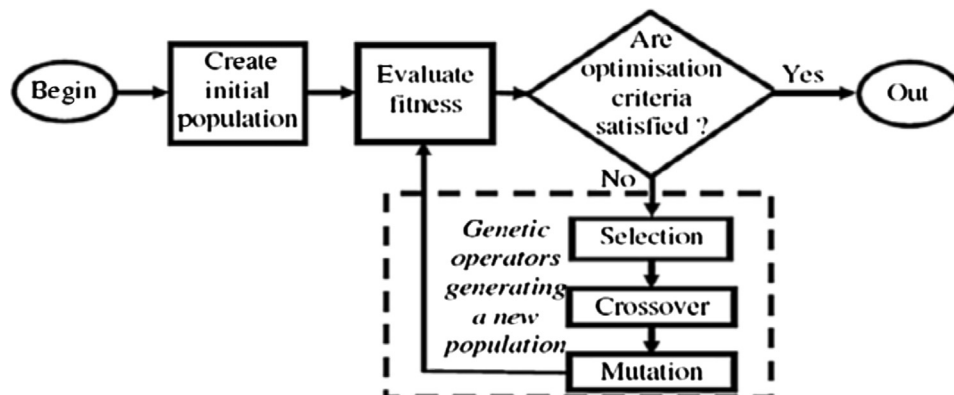 Begin
Create
initial
population
Evaluate
fitness
Are
optimisation
criteria
satisfied ?
Yes
Out
No
Genetic
operators
generating
a new
population
Selection
Crossover
Mutation